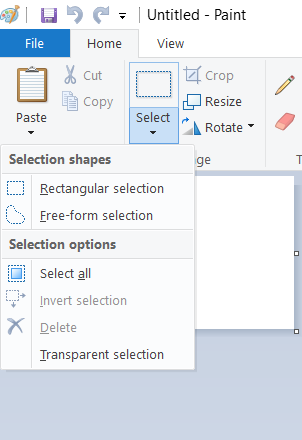 Untitled - Paint
File Home View
Paste
Cut
Copy
Select
Crop
Resize
Rotate
Selection shapes
Rectangular selection
Free-form selection
Selection options
Select all
Invert selection
Delete
Transparent selection